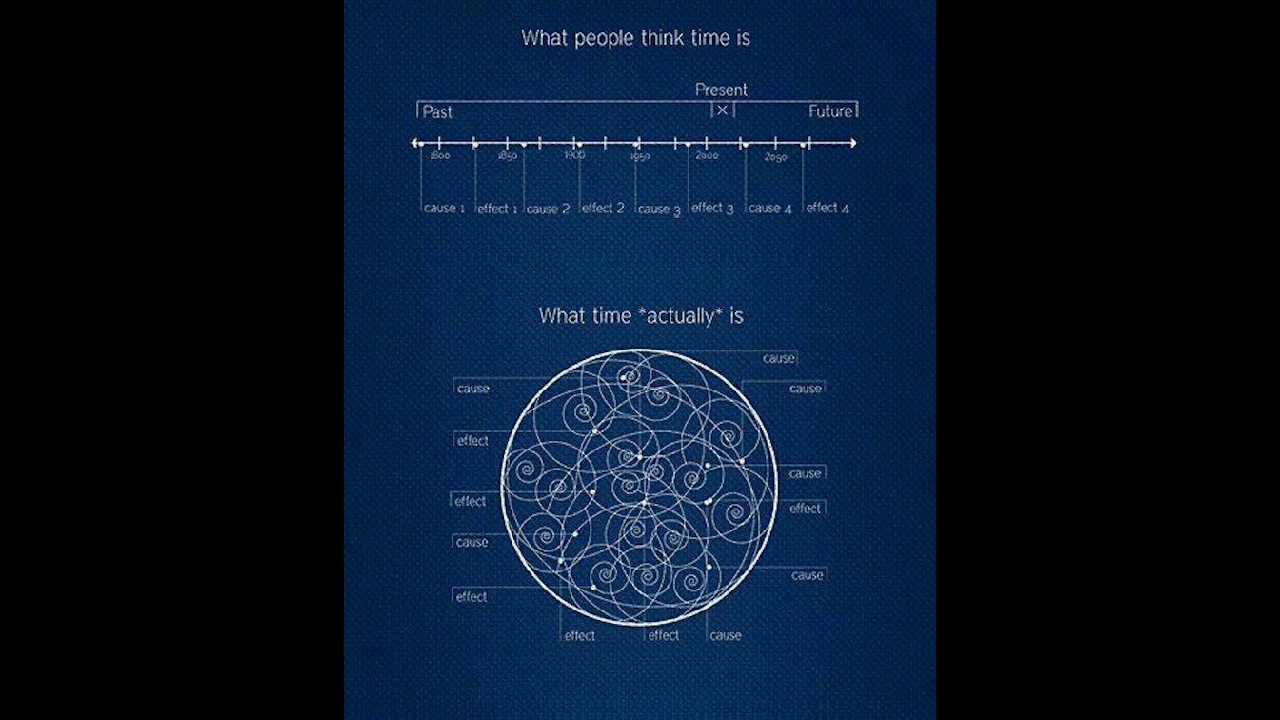 What people think time is
Present
Past
×
Future
1800 1850 1900 1950 2000 2050
cause 1 effect 1 cause 2 effect 2 cause 3 effect 3 cause 4 effect 4
What time *actually* is
cause
cause
cause
effect
cause
effect
effect
cause
cause
effect
effect
effect
cause